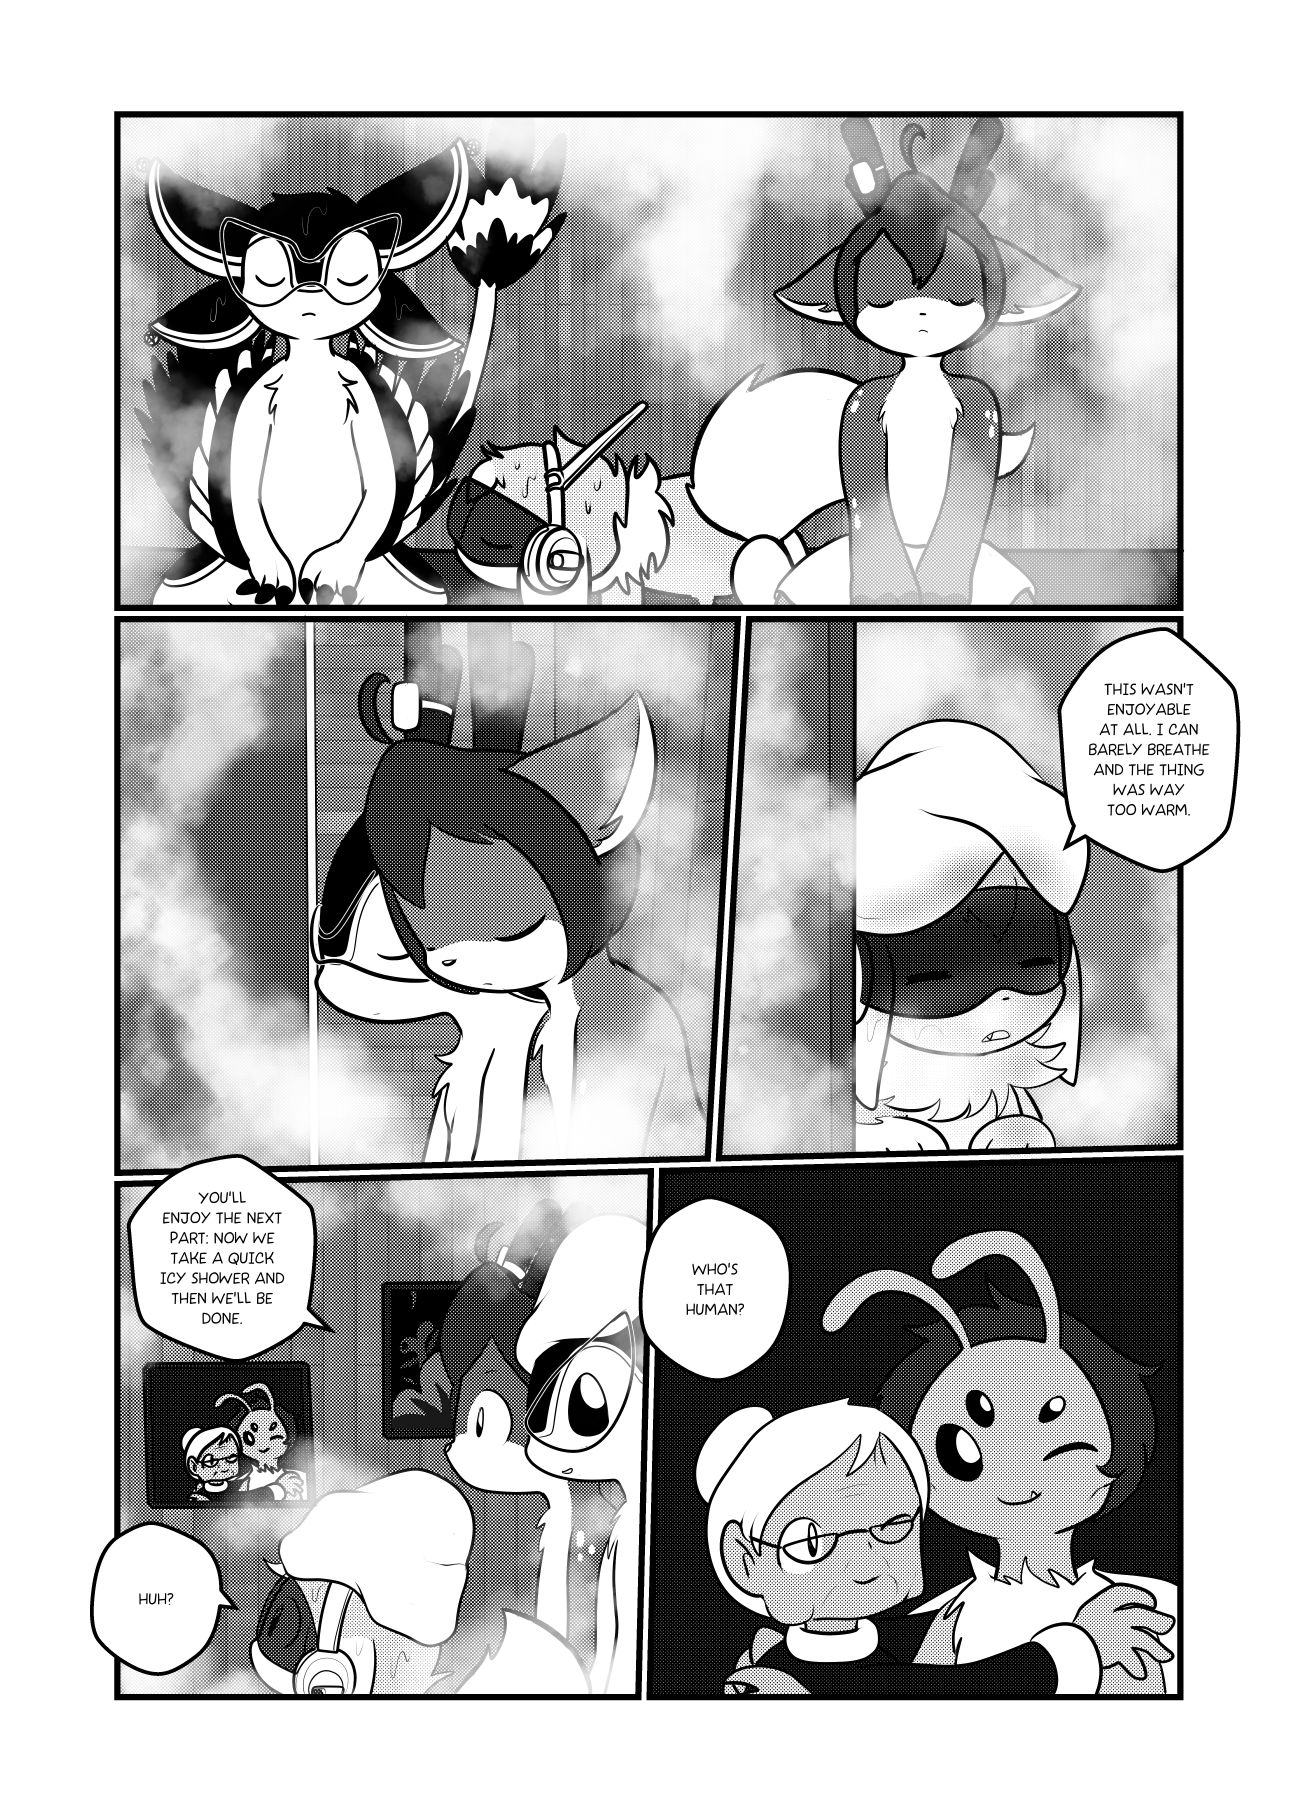 THIS WASN'T
ENJOYABLE
AT ALL. I CAN
BARELY BREATHE
AND THE THING
WAS WAY
TOO WARM.
YOU'LL
ENJOY THE NEXT
PART: NOW WE
TAKE A QUICK
ICY SHOWER AND
THEN WE'LL BE
DONE.
HUH?
WHO'S
THAT
HUMAN?